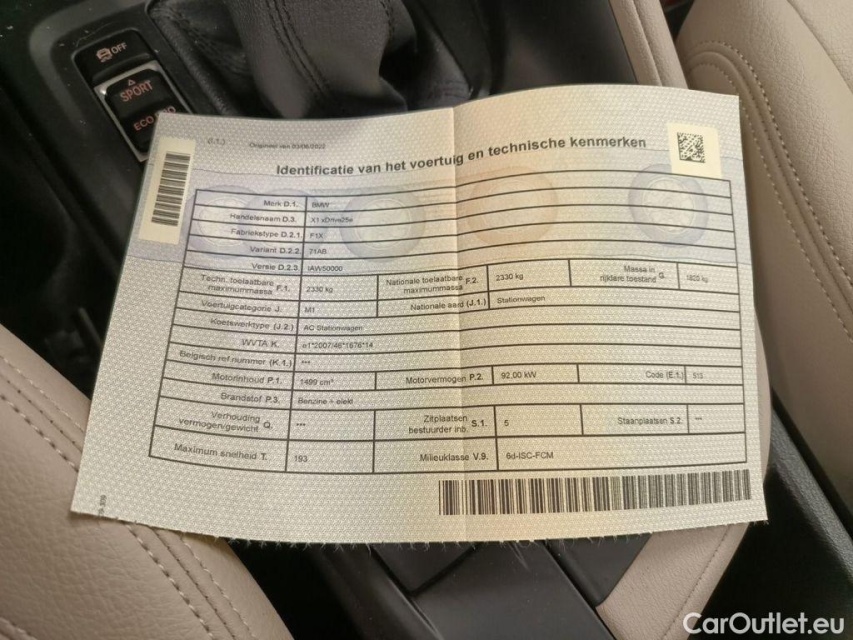 OFF
SPORT
Origineel van 03/06/2022
Identificatie van het voertuig en technische kenmerken
Merk D.1. BMW
Handelsnaam D.3. X1 xDrive25e
Fabriekstype D.2.1. F1X
Variant D.2.2. 71AB
Versie D.2.3. IAW50000
Techn. toelaatbare maximummassa F.1. 2330 kg Nationale toelaatbare maximummassa F.2. 2330 kg Massa in rijklare toestand G. 1820 kg
Voertuigcategorie J. M1 Nationale aard (J.1.) Stationwagen
Koetswerktype (J.2.) AC Stationwagen
WVTA K. e1*2007/46*1676*14
Belgisch ref nummer (K.1.) ---
Motorinhoud P.1. 1499 cm³ Motorvermogen P.2. 92.00 kW Code (E.1.) 513
Brandstof P.3. Benzine + elekt
Verhouding vermogen/gewicht Q. --- Zitplaatsen bestuurder inb. S.1. 5 Staanplaatsen S.2. ---
Maximum snelheid T. 193 Milieuklasse V.9. 6d-ISC-FCM
CarOutlet.eu